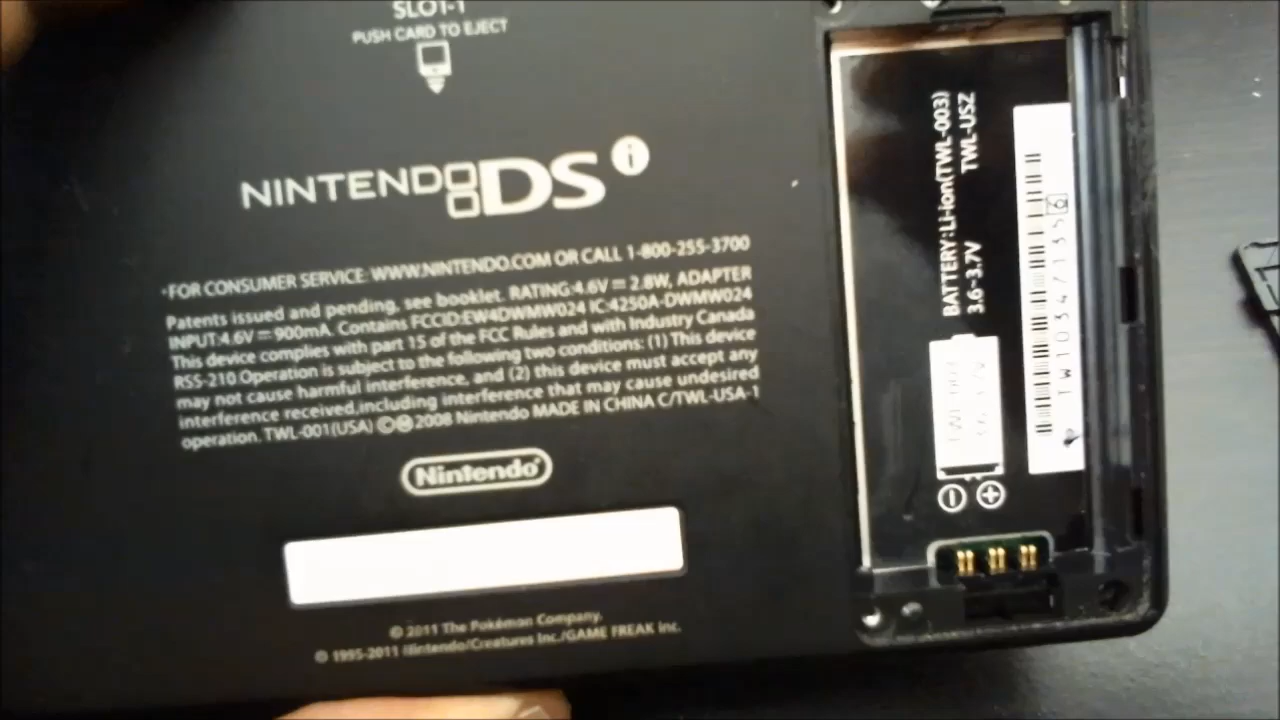 SLOT-1
PUSH CARD TO EJECT
NINTENDO DS i
•FOR CONSUMER SERVICE: WWW.NINTENDO.COM OR CALL 1-800-255-3700
Patents issued and pending, see booklet. RATING:4.6V⎓2.8W, ADAPTER
INPUT:4.6V⎓900mA. Contains FCCID:EW4DWMW024 IC:4250A-DWMW024
This device complies with part 15 of the FCC Rules and with Industry Canada
RSS-210 Operation is subject to the following two conditions: (1) This device
may not cause harmful interference, and (2) this device must accept any
interference received,including interference that may cause undesired
operation. TWL-001(USA) ©Ⓜ2008 Nintendo MADE IN CHINA C/TWL-USA-1
Nintendo
© 2011 The Pokémon Company.
© 1995-2011 Nintendo/Creatures Inc./GAME FREAK inc.
BATTERY:Li-ion(TWL-003)
3.6-3.7V TWL-USZ